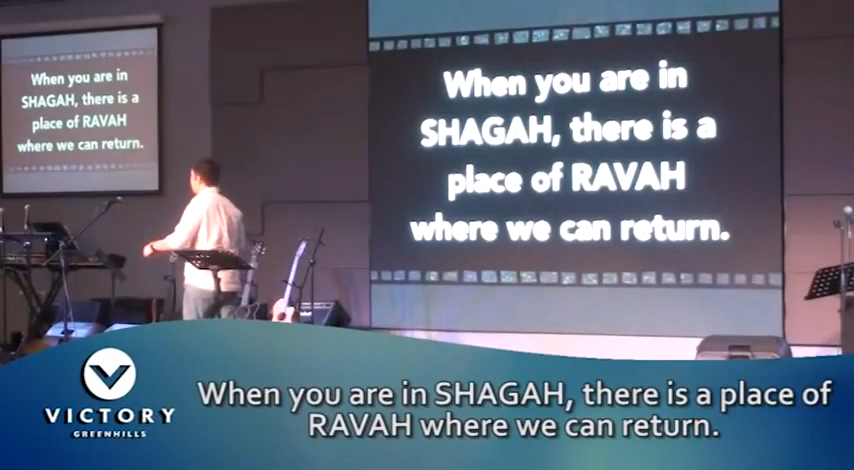 When you are in
SHAGAH, there is a
place of RAVAH
where we can return.
When you are in
SHAGAH, there is a
place of RAVAH
where we can return.
VICTORY
GREENHILLS
When you are in SHAGAH, there is a place of
RAVAH where we can return.